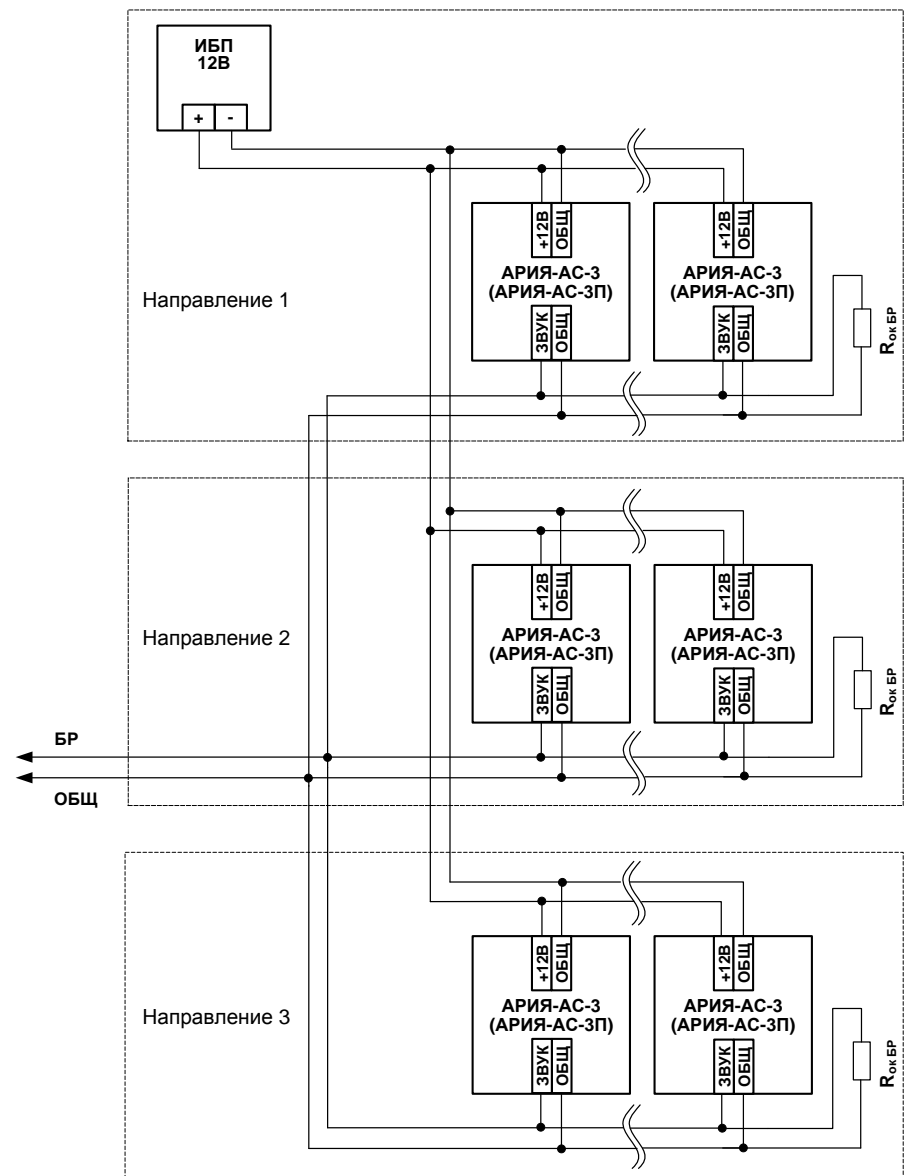 ИБП
12В
+ -
+12В ОБЩ +12В ОБЩ
АРИЯ-АС-3 АРИЯ-АС-3
(АРИЯ-АС-3П) (АРИЯ-АС-3П)
Направление 1
ЗВУК ОБЩ ЗВУК ОБЩ
Rок БР
+12В ОБЩ +12В ОБЩ
АРИЯ-АС-3 АРИЯ-АС-3
(АРИЯ-АС-3П) (АРИЯ-АС-3П)
Направление 2
ЗВУК ОБЩ ЗВУК ОБЩ
Rок БР
БР
ОБЩ
+12В ОБЩ +12В ОБЩ
АРИЯ-АС-3 АРИЯ-АС-3
(АРИЯ-АС-3П) (АРИЯ-АС-3П)
Направление 3
ЗВУК ОБЩ ЗВУК ОБЩ
Rок БР